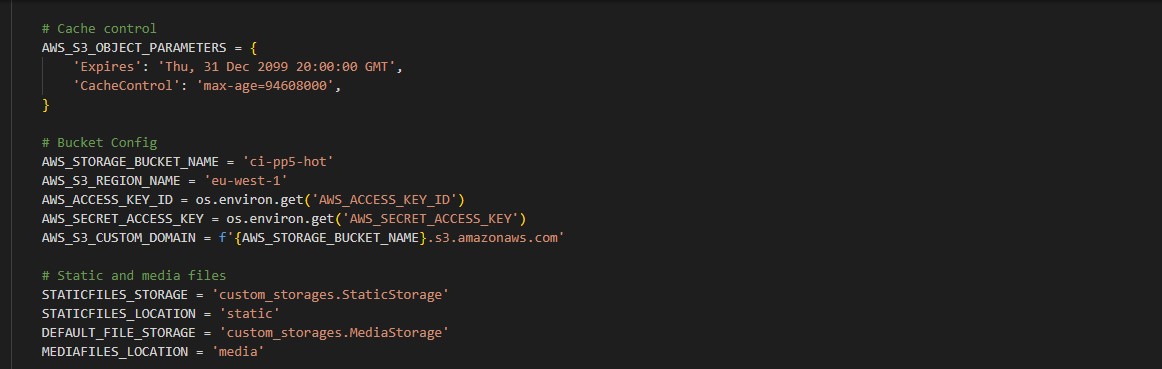 # Cache control
AWS_S3_OBJECT_PARAMETERS = {
'Expires': 'Thu, 31 Dec 2099 20:00:00 GMT',
'CacheControl': 'max-age=94608000',
}
# Bucket Config
AWS_STORAGE_BUCKET_NAME = 'ci-pp5-hot'
AWS_S3_REGION_NAME = 'eu-west-1'
AWS_ACCESS_KEY_ID = os.environ.get('AWS_ACCESS_KEY_ID')
AWS_SECRET_ACCESS_KEY = os.environ.get('AWS_SECRET_ACCESS_KEY')
AWS_S3_CUSTOM_DOMAIN = f'{AWS_STORAGE_BUCKET_NAME}.s3.amazonaws.com'
# Static and media files
STATICFILES_STORAGE = 'custom_storages.StaticStorage'
STATICFILES_LOCATION = 'static'
DEFAULT_FILE_STORAGE = 'custom_storages.MediaStorage'
MEDIAFILES_LOCATION = 'media'